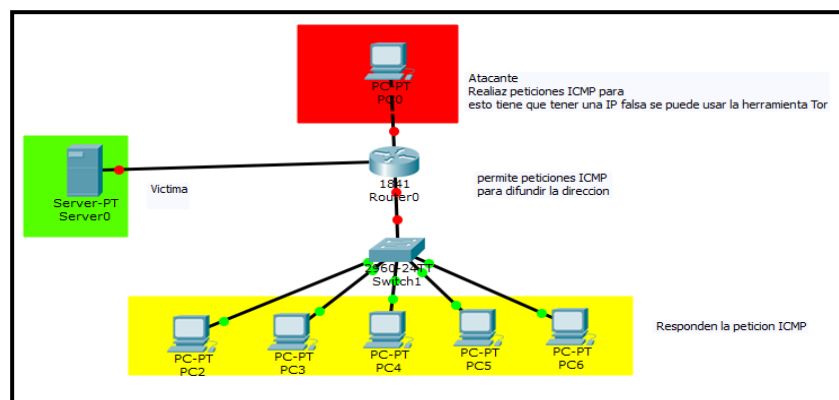 PC-PT
PC0
Atacante
Realiaz peticiones ICMP para
esto tiene que tener una IP falsa se puede usar la herramienta Tor
1841
Router0
permite peticiones ICMP
para difundir la direccion
Server-PT
Server0
Victima
2960-24TT
Switch1
PC-PT
PC2
PC-PT
PC3
PC-PT
PC4
PC-PT
PC5
PC-PT
PC6
Responden la peticion ICMP